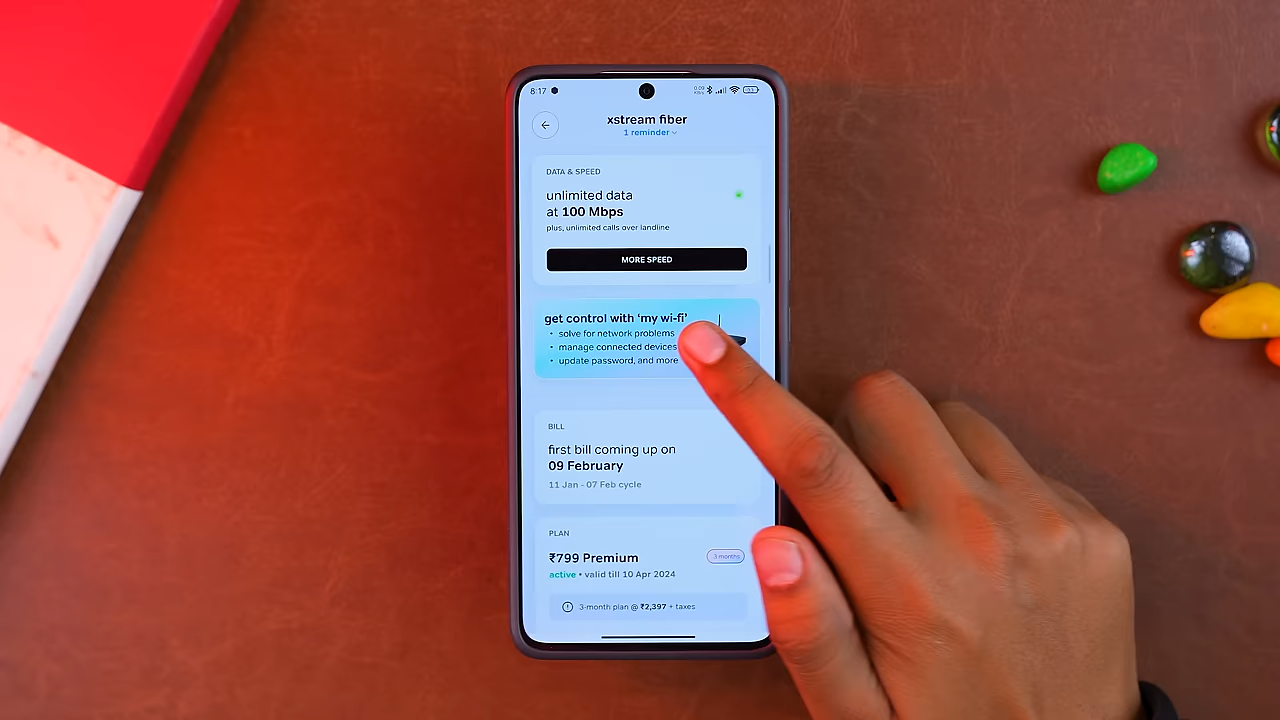 8:17
xstream fiber
1 reminder
DATA & SPEED
unlimited data
at 100 Mbps
plus, unlimited calls over landline
MORE SPEED
get control with ‘my wi-fi’
• solve for network problems
• manage connected devices
• update password, and more
BILL
first bill coming up on
09 February
11 Jan - 07 Feb cycle
PLAN
₹799 Premium
3 months
active • valid till 10 Apr 2024
3-month plan @ ₹2,397 + taxes